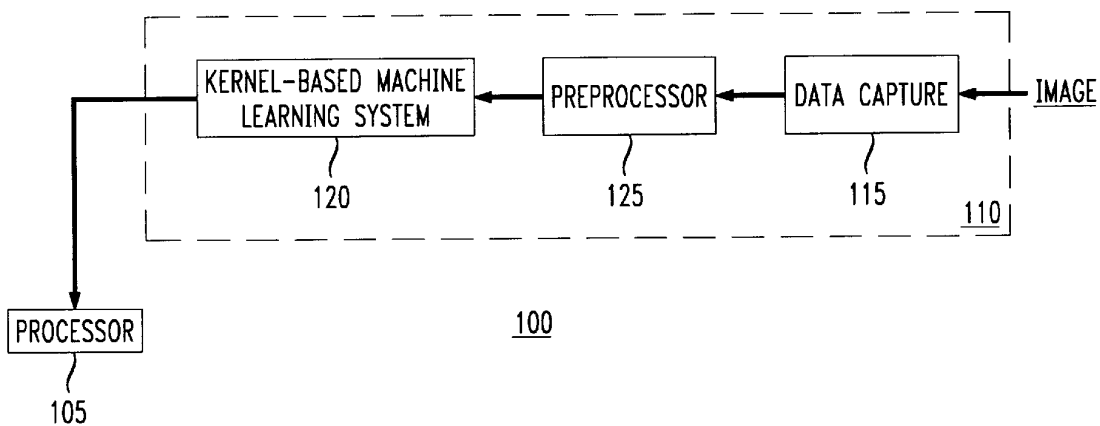 KERNEL-BASED MACHINE
LEARNING SYSTEM
PREPROCESSOR
DATA CAPTURE
IMAGE
120
125
115
110
PROCESSOR
100
105